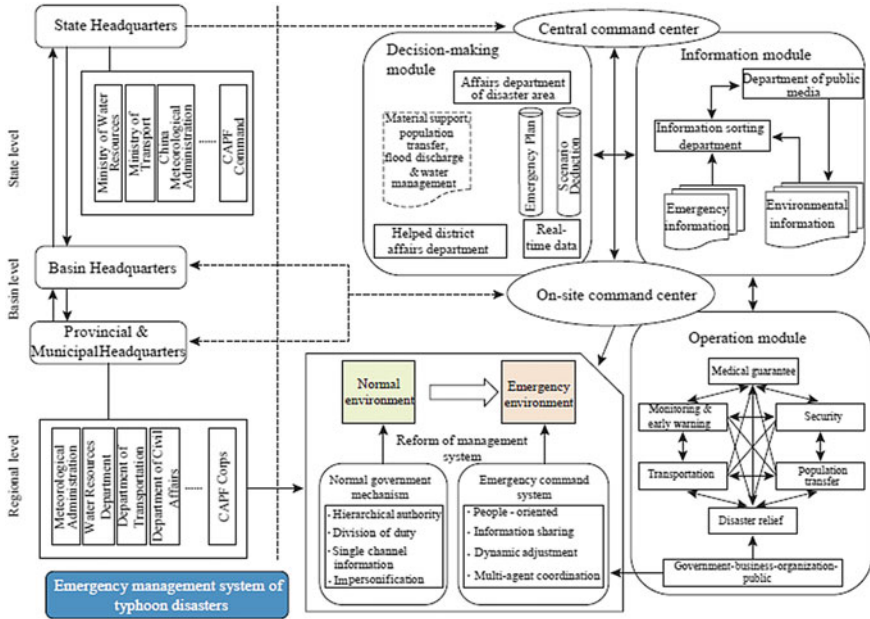 State Headquarters
Central command center
Decision-making
module
Information module
Affairs department
of disaster area
Department of public
media
Ministry of Water
Resources
Ministry of
Transport
China
Meteorological
Administration
......
CAPF
Command
State level
Material support,
population
transfer,
flood discharge
& water
management
Emergency Plan
Scenario
Deduction
Information sorting
department
Emergency
information
Environmental
information
Helped district
affairs department
Real-
time data
Basin level
Basin Headquarters
On-site command center
Provincial &
MunicipalHeadquarters
Operation module
Normal
environment
Emergency
environment
Medical guarantee
Monitoring &
early warning
Security
Reform of management
system
Transportation
Population
transfer
Disaster relief
Regional level
Meteorological
Administration
Water Resources
Department
Department of
Transportation
Department of Civil
Affairs
......
CAPF Corps
Normal government
mechanism
·Hierarchical authority
· Division of duty
· Single channel
information
· Impersonification
Emergency command
system
· People - oriented
· Information sharing
· Dynamic adjustment
· Multi-agent coordination
Government-business-organization-
public
Emergency management system of
typhoon disasters